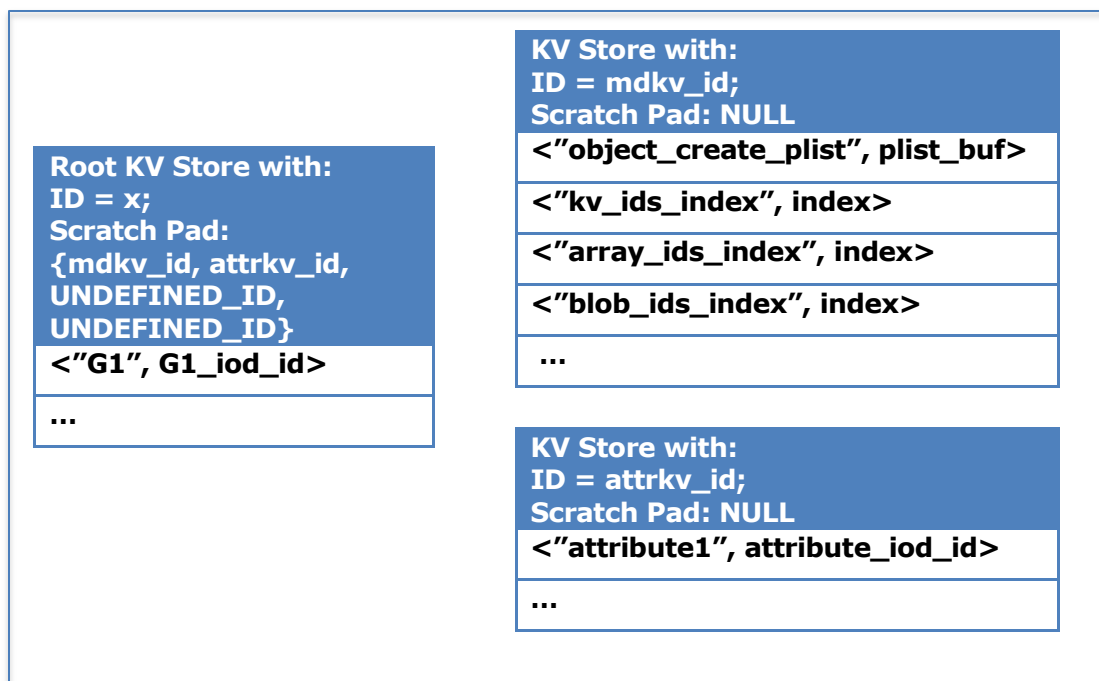 Root KV Store with:
ID = x;
Scratch Pad:
{mdkv_id, attrkv_id,
UNDEFINED_ID,
UNDEFINED_ID}
<”G1”, G1_iod_id>
...
KV Store with:
ID = mdkv_id;
Scratch Pad: NULL
<”object_create_plist”, plist_buf>
<”kv_ids_index”, index>
<”array_ids_index”, index>
<”blob_ids_index”, index>
...
KV Store with:
ID = attrkv_id;
Scratch Pad: NULL
<”attribute1”, attribute_iod_id>
...